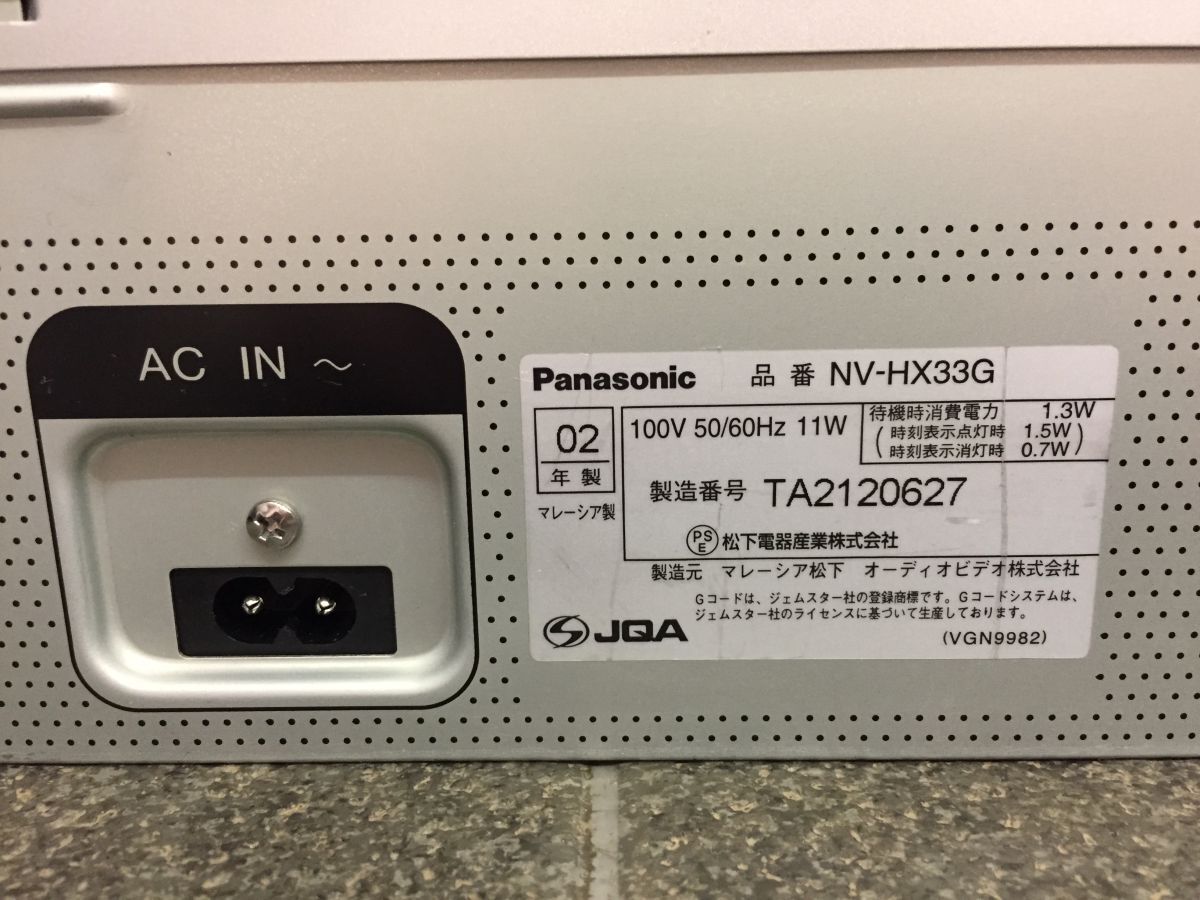 AC IN ～
Panasonic 品番 NV-HX33G
02
年製
マレーシア製
100V 50/60Hz 11W
待機時消費電力 1.3W
(時刻表示点灯時 1.5W
時刻表示消灯時 0.7W)
製造番号 TA2120627
PSE 松下電器産業株式会社
製造元 マレーシア松下 オーディオビデオ株式会社
Gコードは、ジェムスター社の登録商標です。Gコードシステムは、
ジェムスター社のライセンスに基づいて生産しております。
JQA
(VGN9982)